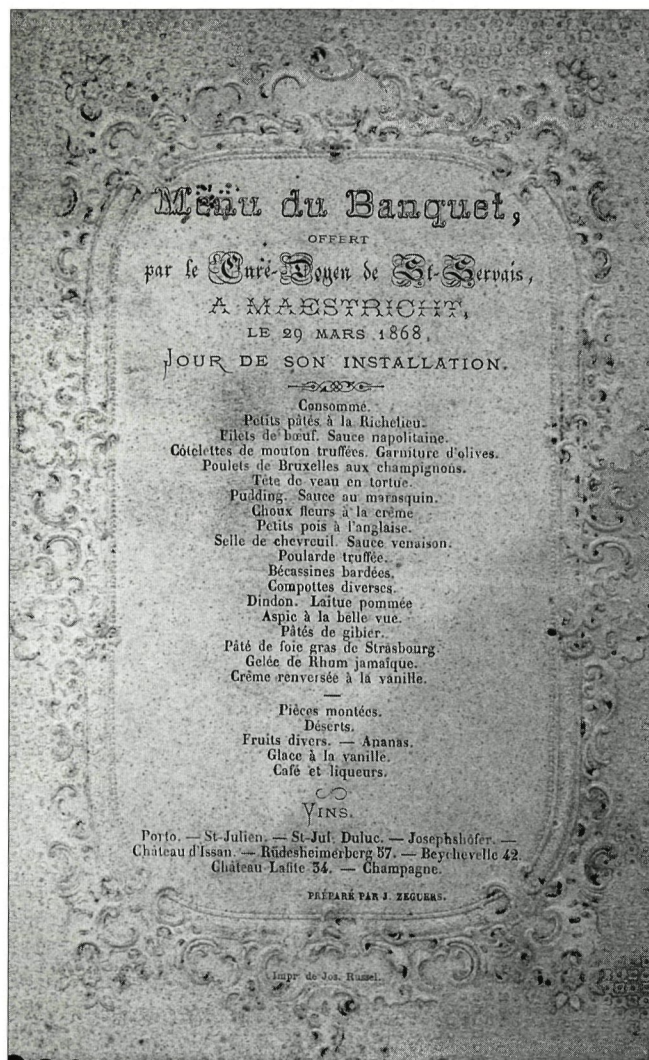 Menu du Banquet,
OFFERT
par le Curé-Doyen de St-Servais,
A MAESTRICHT,
LE 29 MARS 1868,
JOUR DE SON INSTALLATION.
Consommé.
Petits pâtés à la Richelieu.
Filets de bœuf. Sauce napolitaine.
Côtelettes de mouton truffées. Garniture d'olives.
Poulets de Bruxelles aux champignons.
Tête de veau en tortue.
Pudding. Sauce au marasquin.
Choux fleurs à la crème
Petits pois à l'anglaise.
Selle de chevreuil. Sauce venaison.
Poularde truffée.
Bécassines bardées.
Compottes diverses.
Dindon. Laitue pommée
Aspic à la belle vue.
Pâtés de gibier.
Pâté de foie gras de Strasbourg.
Gelée de Rhum jamaïque.
Crême renversée à la vanille.
Pièces montées.
Déserts.
Fruits divers. — Ananas.
Glace à la vanille.
Café et liqueurs.
VINS.
Porto. — St-Julien. — St-Jul. Duluc. — Josephshöfer. —
Château d'Issan. — Rüdesheimerberg 57. — Beychevelle 42.
Château Lafite 34. — Champagne.
PRÉPARÉ PAR J. ZEGUERS.
Impr. de Jos. Russel.